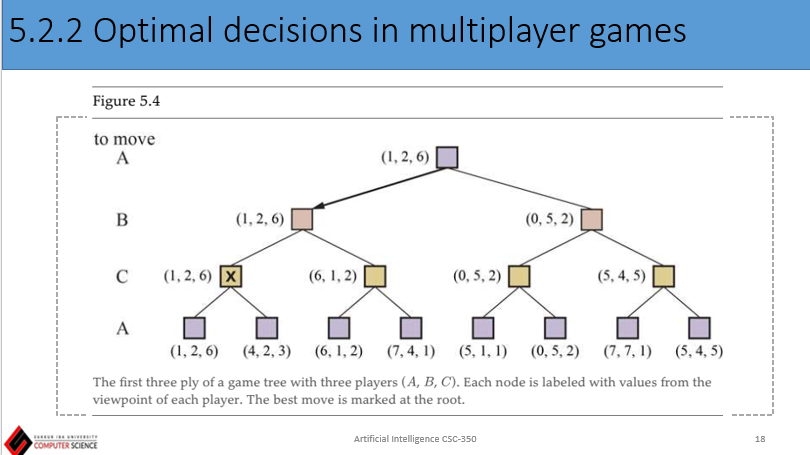 5.2.2 Optimal decisions in multiplayer games
Figure 5.4
to move
A
(1, 2, 6)
B
(1, 2, 6)
(0, 5, 2)
C
(1, 2, 6)
X
(6, 1, 2)
(0, 5, 2)
(5, 4, 5)
A
(1, 2, 6)
(4, 2, 3)
(6, 1, 2)
(7, 4, 1)
(5, 1, 1)
(0, 5, 2)
(7, 7, 1)
(5, 4, 5)
The first three ply of a game tree with three players (A, B, C). Each node is labeled with values from the
viewpoint of each player. The best move is marked at the root.
SUKKUR IBA UNIVERSITY
COMPUTER SCIENCE
Artificial Intelligence CSC-350
18